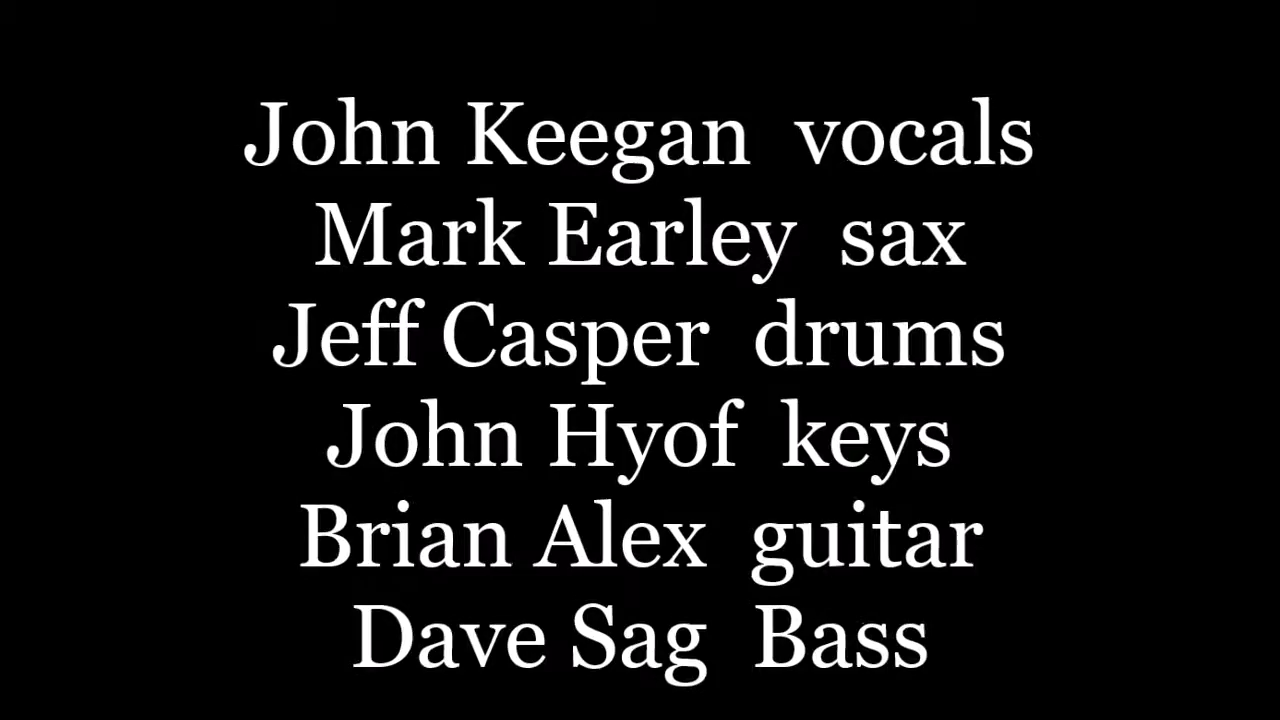 John Keegan  vocals
Mark Earley  sax
Jeff Casper  drums
John Hyof  keys
Brian Alex  guitar
Dave Sag  Bass